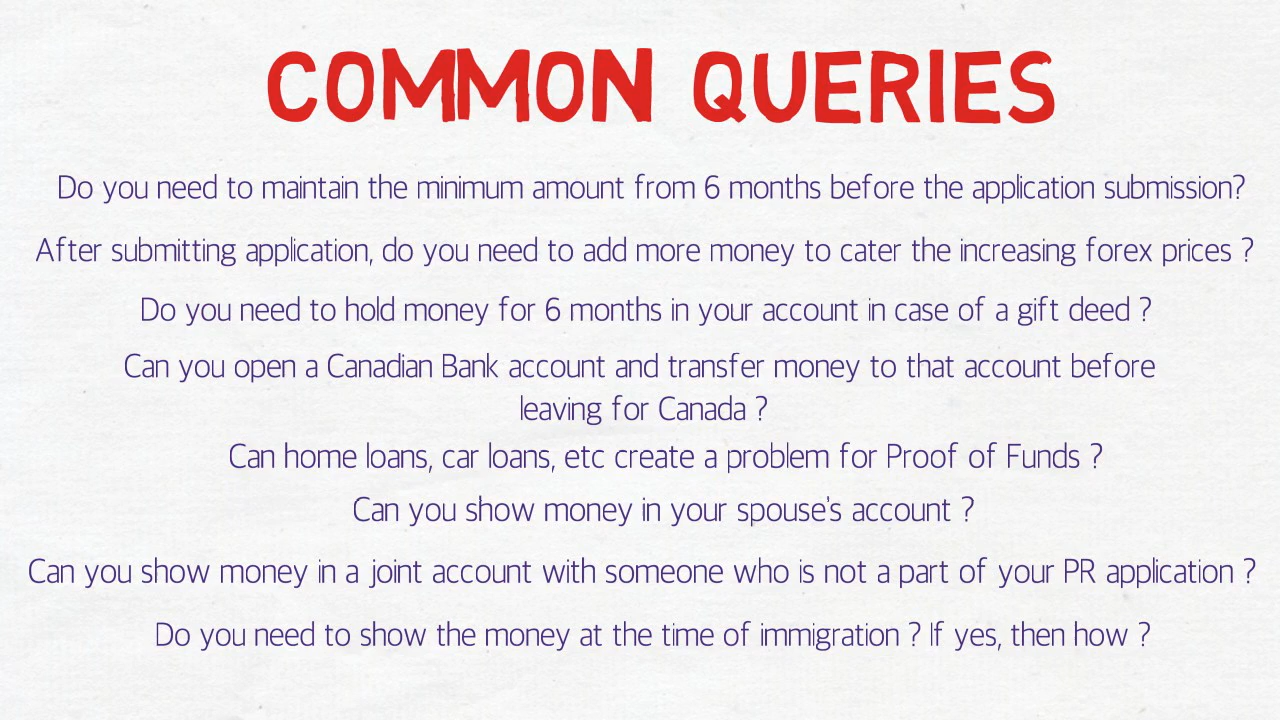 COMMON QUERIES
Do you need to maintain the minimum amount from 6 months before the application submission?
After submitting application, do you need to add more money to cater the increasing forex prices ?
Do you need to hold money for 6 months in your account in case of a gift deed ?
Can you open a Canadian Bank account and transfer money to that account before
leaving for Canada ?
Can home loans, car loans, etc create a problem for Proof of Funds ?
Can you show money in your spouse's account ?
Can you show money in a joint account with someone who is not a part of your PR application ?
Do you need to show the money at the time of immigration ? If yes, then how ?